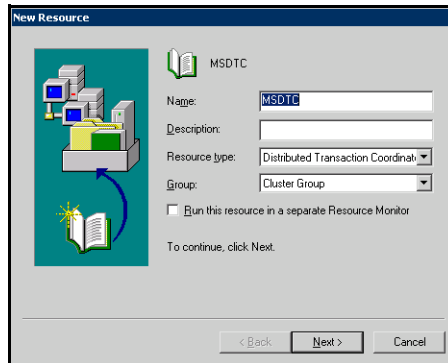 New Resource
MSDTC
Name: MSDTC
Description:
Resource type: Distributed Transaction Coordinat
Group: Cluster Group
Run this resource in a separate Resource Monitor
To continue, click Next.
< Back Next > Cancel